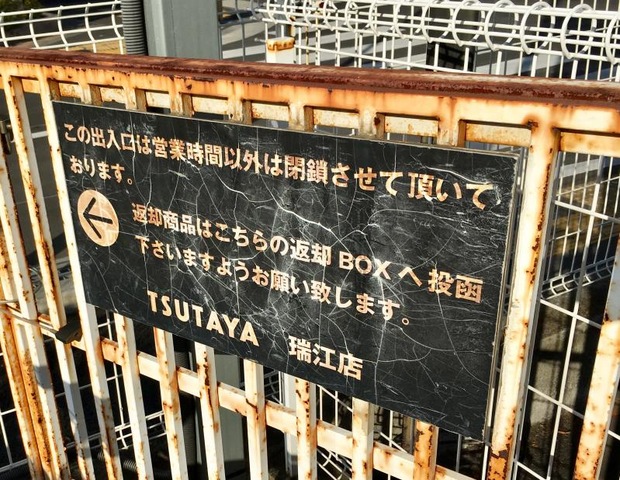 この出入口は営業時間以外は閉鎖させて頂いて
おります。
返却商品はこちらの返却BOXへ投函
下さいますようお願い致します。
TSUTAYA 瑞江店